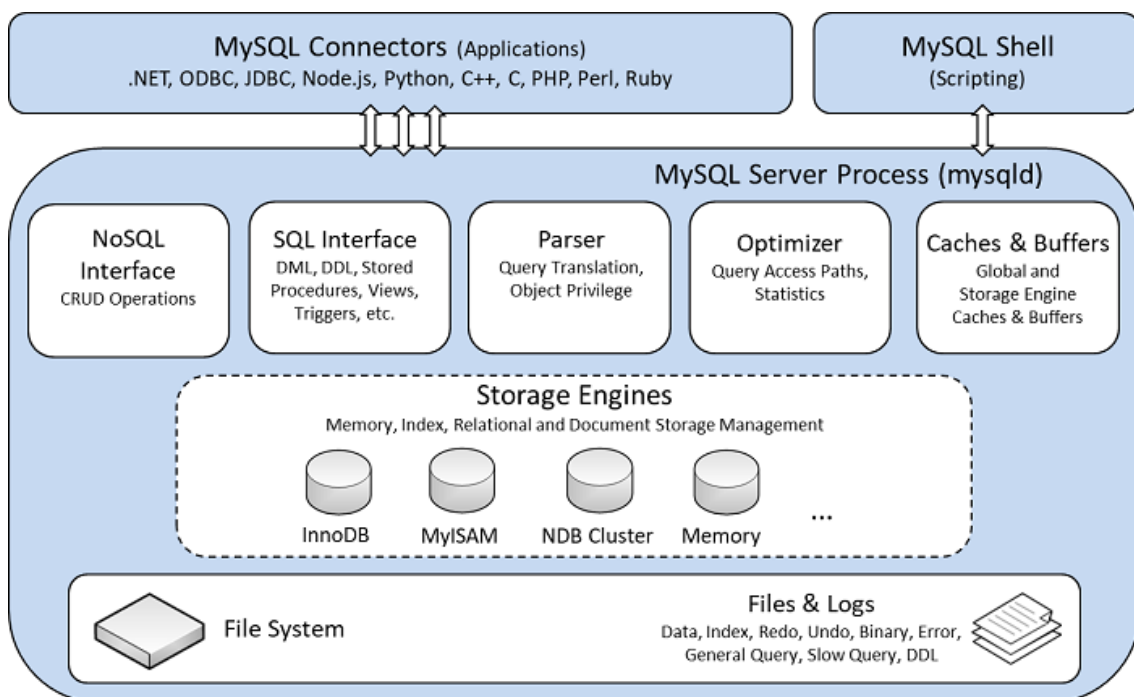 MySQL Connectors (Applications)
.NET, ODBC, JDBC, Node.js, Python, C++, C, PHP, Perl, Ruby
MySQL Shell
(Scripting)
MySQL Server Process (mysqld)
NoSQL
Interface
CRUD Operations
SQL Interface
DML, DDL, Stored
Procedures, Views,
Triggers, etc.
Parser
Query Translation,
Object Privilege
Optimizer
Query Access Paths,
Statistics
Caches & Buffers
Global and
Storage Engine
Caches & Buffers
Storage Engines
Memory, Index, Relational and Document Storage Management
InnoDB
MyISAM
NDB Cluster
Memory
...
File System
Files & Logs
Data, Index, Redo, Undo, Binary, Error,
General Query, Slow Query, DDL